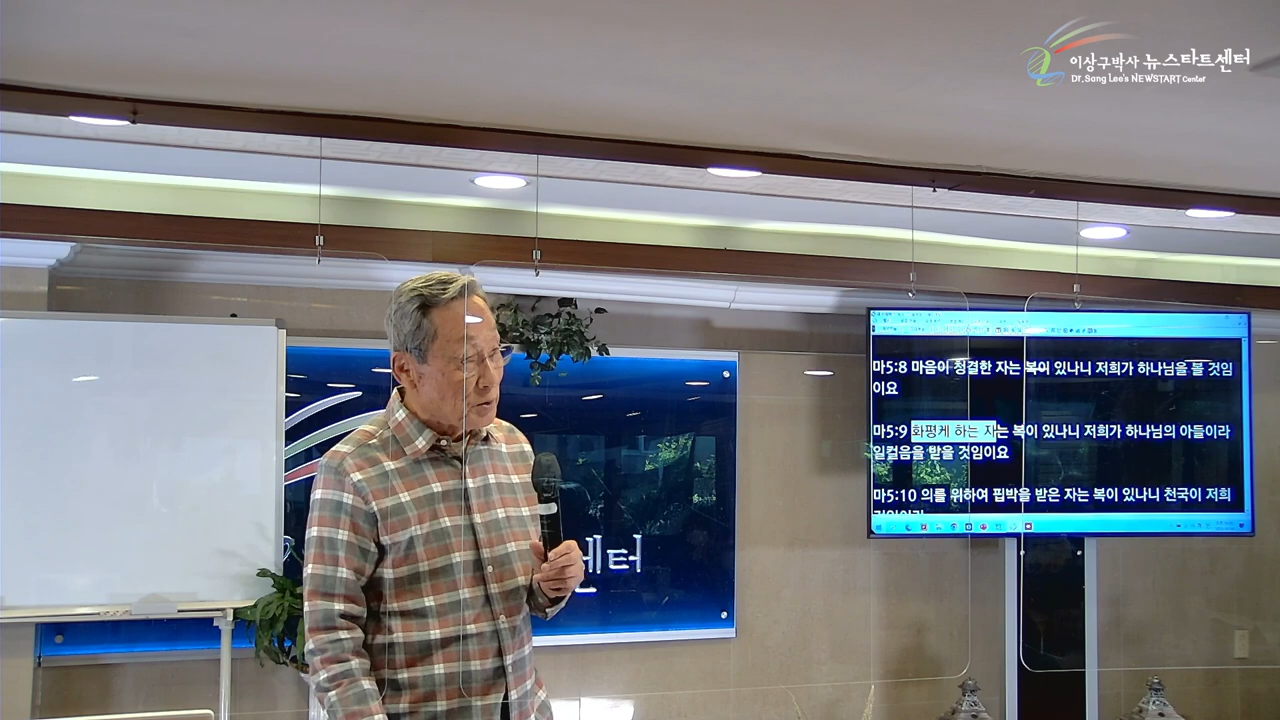 이상구박사 뉴스타트센터
Dr. Sang Lee's NEWSTART Center
마5:8 마음이 청결한 자는 복이 있나니 저희가 하나님을 볼 것임
이요
마5:9 화평케 하는 자는 복이 있나니 저희가 하나님의 아들이라
일컬음을 받을 것임이요
마5:10 의를 위하여 핍박을 받은 자는 복이 있나니 천국이 저희
센터